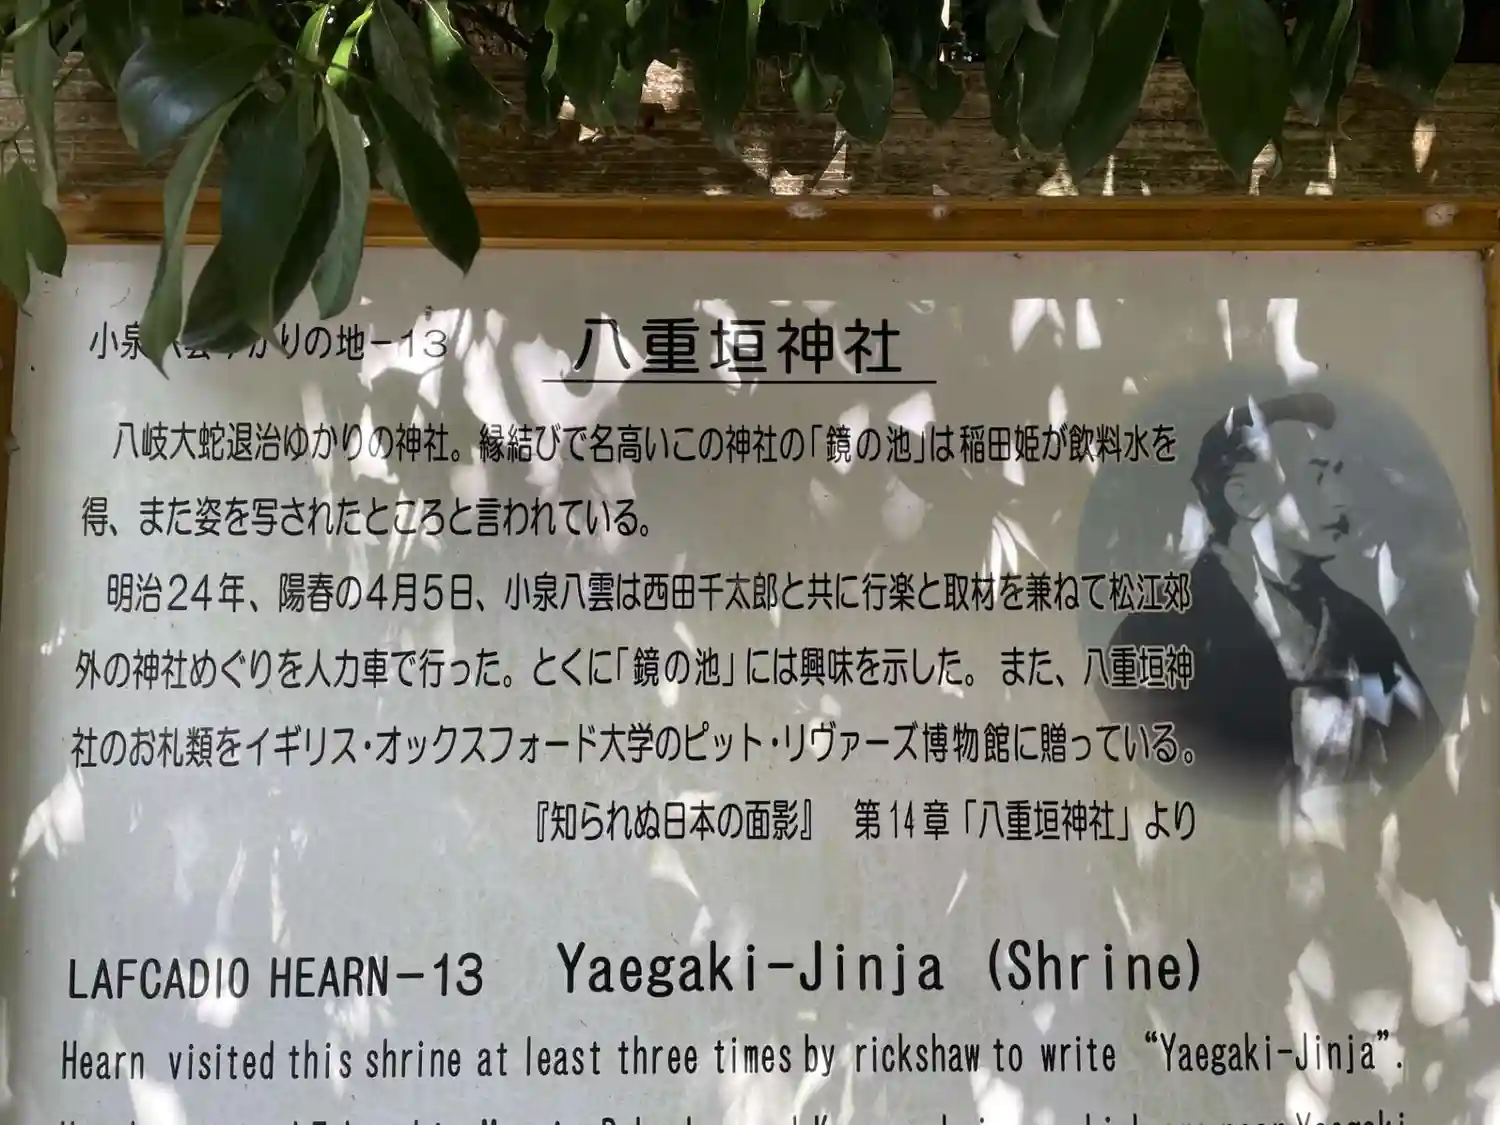 小泉 りの地－13 八重垣神社
八岐大蛇退治ゆかりの神社。縁結びで名高いこの神社の「鏡の池」は稲田姫が飲料水を
得、また姿を写されたところと言われている。
明治24年、陽春の4月5日、小泉八雲は西田千太郎と共に行楽と取材を兼ねて松江郊
外の神社めぐりを人力車で行った。とくに「鏡の池」には興味を示した。また、八重垣神
社のお札類をイギリス・オックスフォード大学のピット・リヴァーズ博物館に贈っている。
『知られぬ日本の面影』　第14章「八重垣神社」より
LAFCADIO HEARN－13 Yaegaki-Jinja (Shrine)
Hearn visited this shrine at least three times by rickshaw to write “Yaegaki-Jinja”.